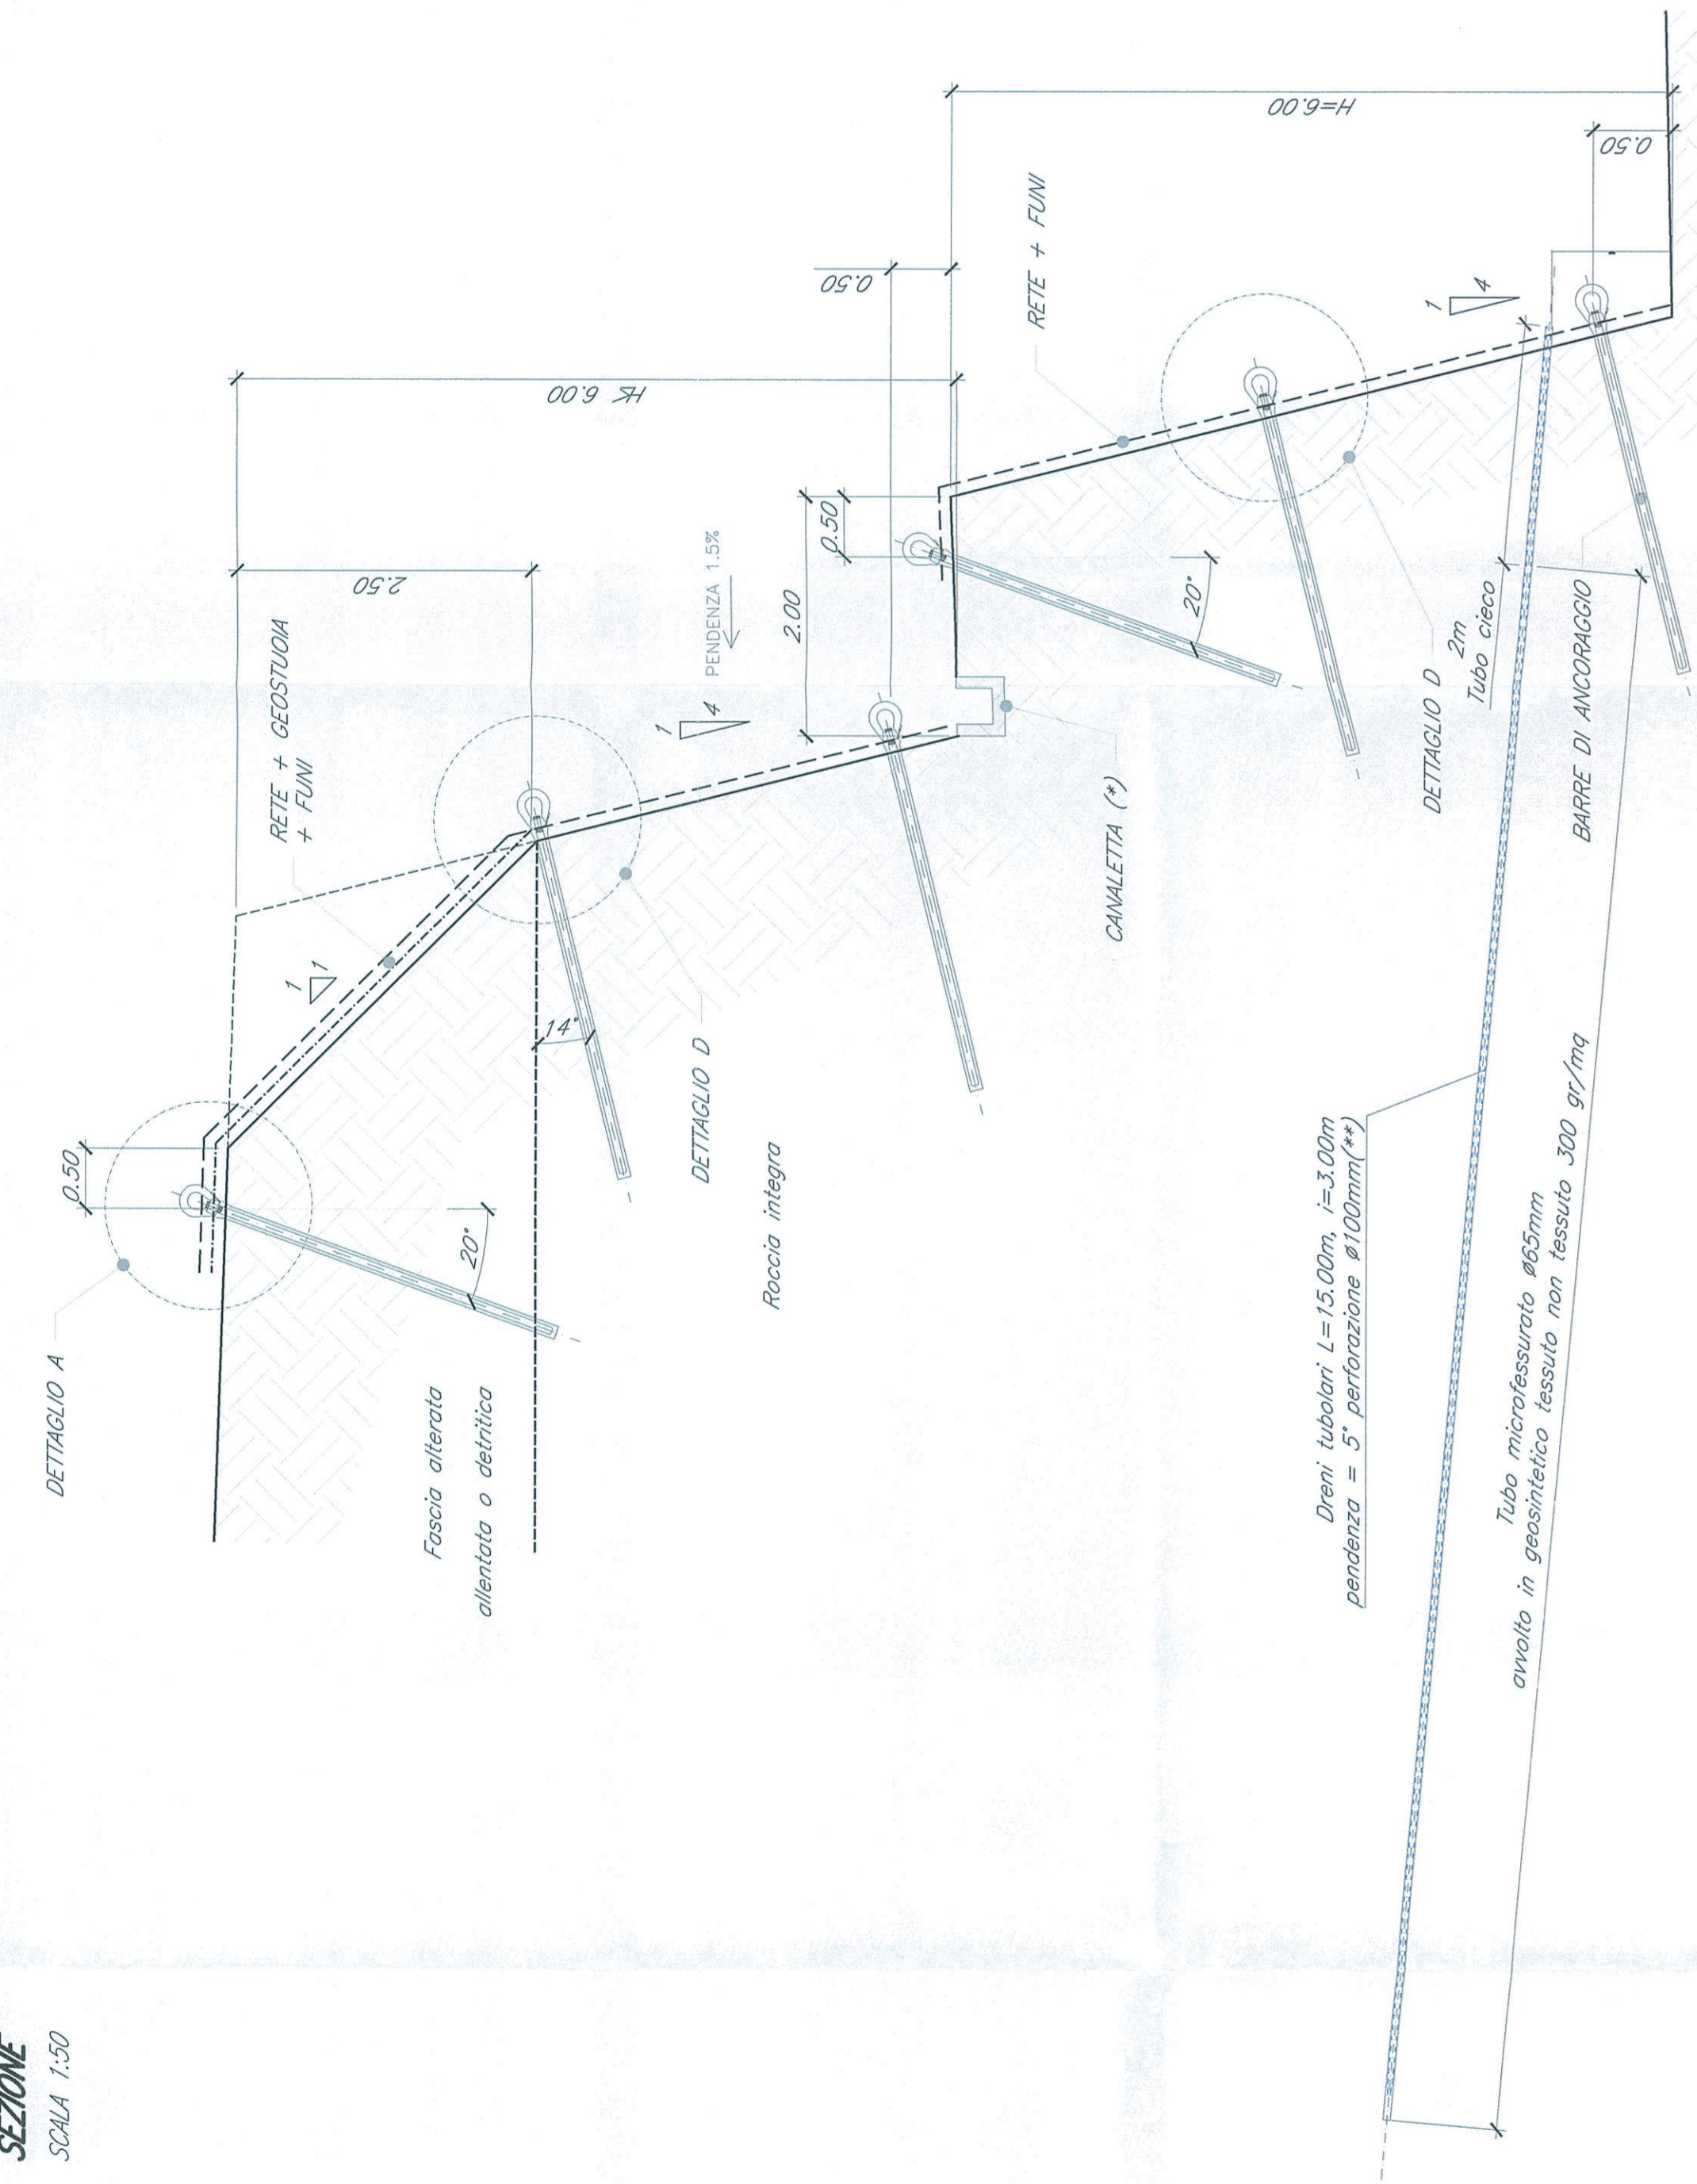 SEZIONE
SCALA 1:50
DETTAGLIO A
0.50
20°
Fascia alterata
allentata o detritica
1
1
RETE + GEOSTUOIA
+ FUNI
2.50
14°
DETTAGLIO D
Roccia integra
H≤ 6.00
1
4
PENDENZA 1.5%
2.00
0.50
0.50
20°
CANALETTA (*)
RETE + FUNI
H=6.00
0.50
1
4
DETTAGLIO D
2m
Tubo cieco
BARRE DI ANCORAGGIO
Dreni tubolari L=15.00m, i=3.00m
pendenza = 5° perforazione ø100mm(**)
Tubo microfessurato ø65mm
avvolto in geosintetico tessuto non tessuto 300 gr/mq